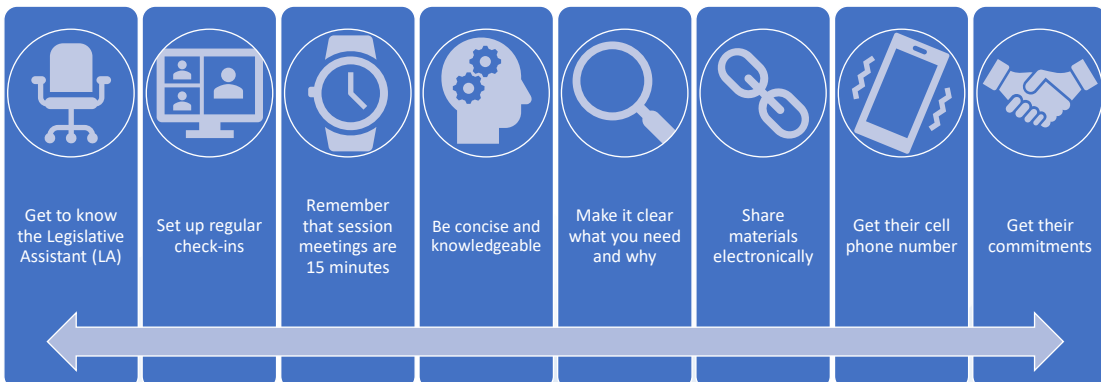 Get to know
the Legislative
Assistant (LA)
Set up regular
check-ins
Remember
that session
meetings are
15 minutes
Be concise and
knowledgeable
Make it clear
what you need
and why
Share
materials
electronically
Get their cell
phone number
Get their
commitments